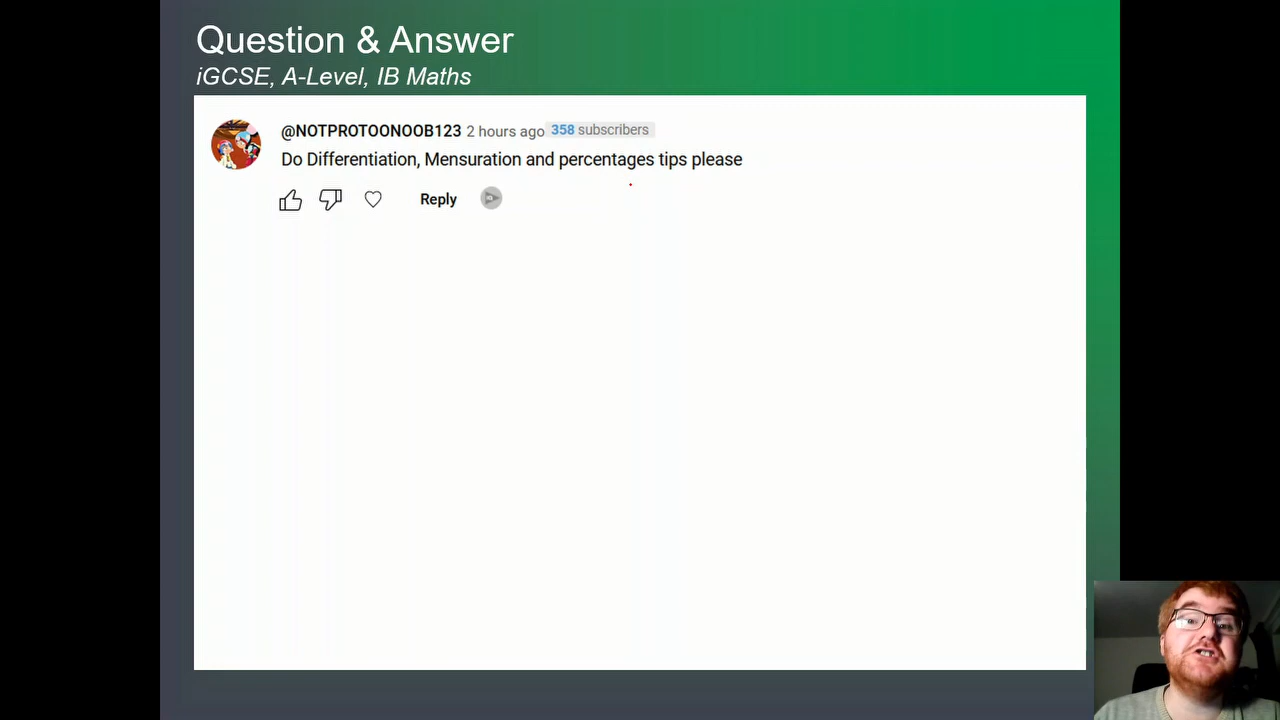 Question & Answer
iGCSE, A-Level, IB Maths
@NOTPROTOONOOB123 2 hours ago 358 subscribers
Do Differentiation, Mensuration and percentages tips please
Reply